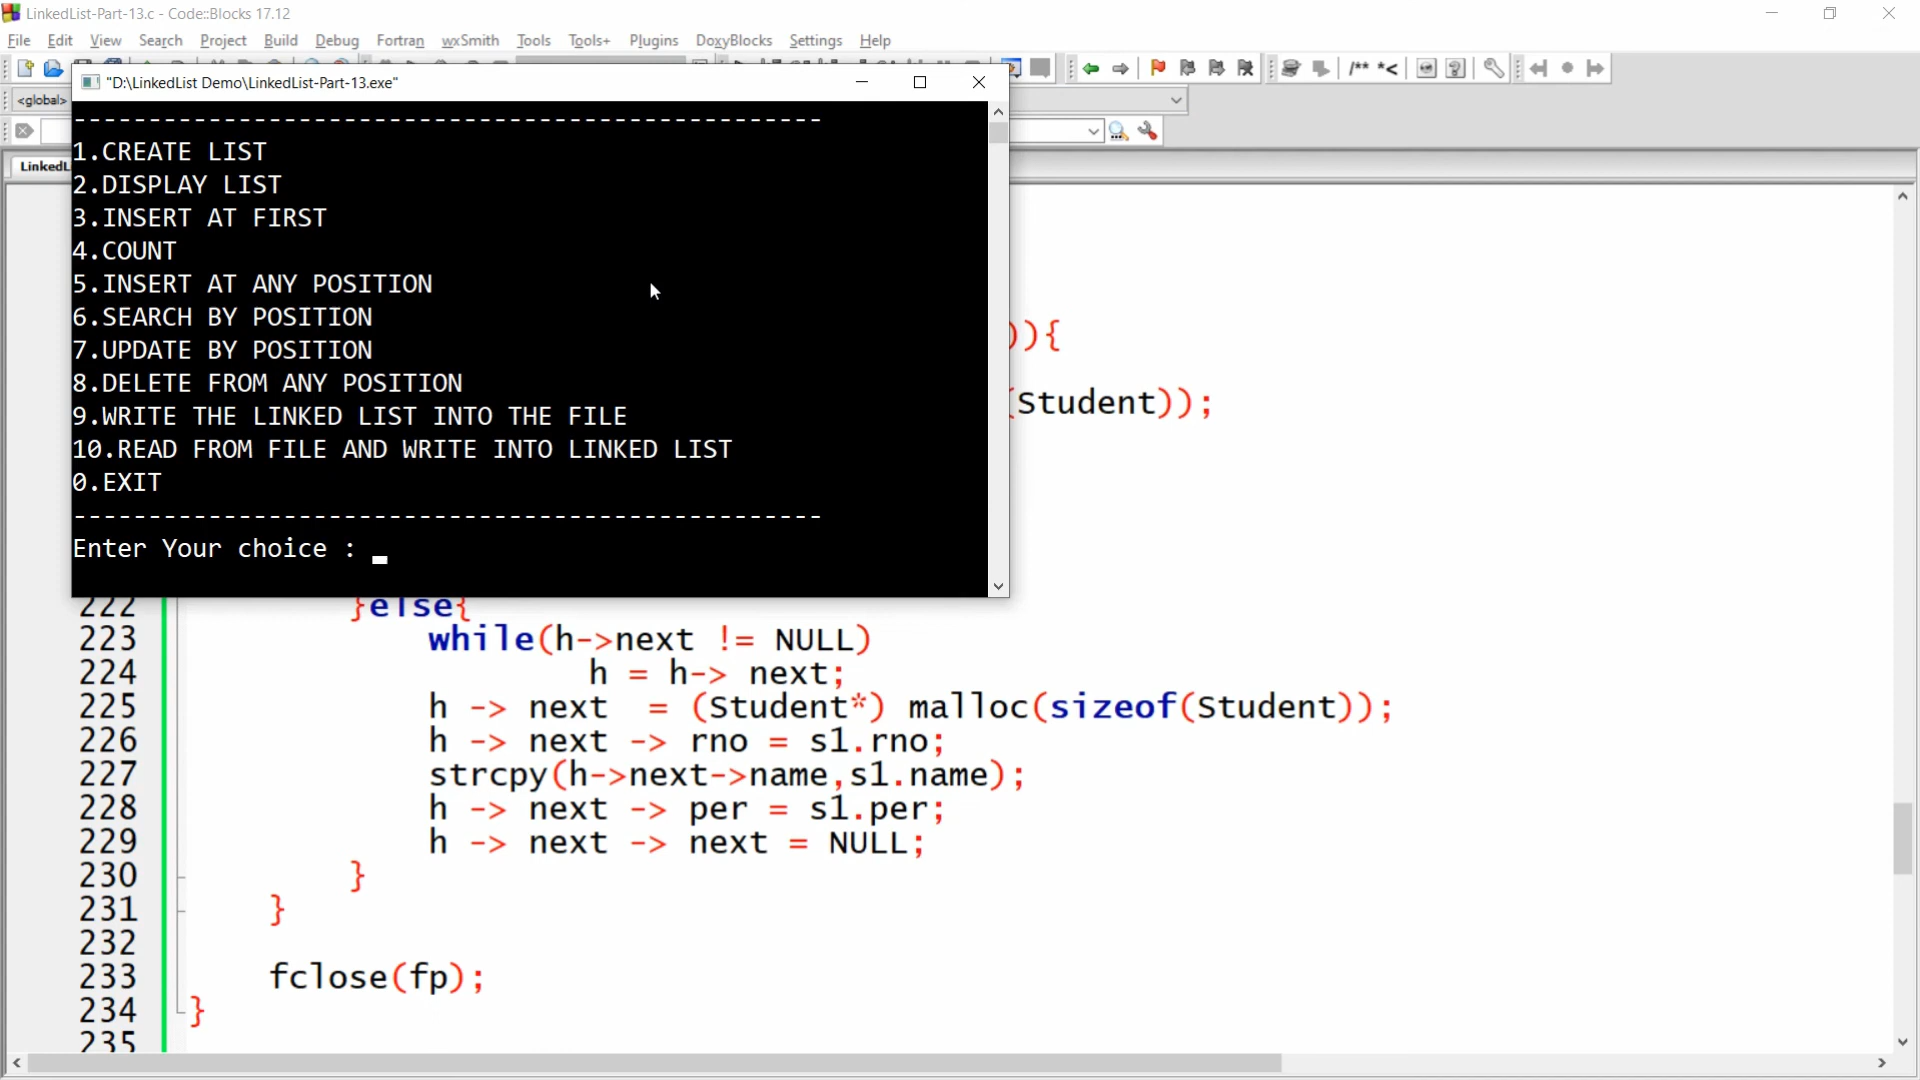 LinkedList-Part-13.c - Code::Blocks 17.12
File Edit View Search Project Build Debug Fortran wxSmith Tools Tools+ Plugins DoxyBlocks Settings Help
"D:\LinkedList Demo\LinkedList-Part-13.exe"
/** *<
<global>
LinkedL
--------------------------------------------------
1.CREATE LIST
2.DISPLAY LIST
3.INSERT AT FIRST
4.COUNT
5.INSERT AT ANY POSITION
6.SEARCH BY POSITION
7.UPDATE BY POSITION
8.DELETE FROM ANY POSITION
9.WRITE THE LINKED LIST INTO THE FILE
10.READ FROM FILE AND WRITE INTO LINKED LIST
0.EXIT
--------------------------------------------------
Enter Your choice : _
)){
(Student));
222 }else{
223 while(h->next != NULL)
224 h = h-> next;
225 h -> next  = (Student*) malloc(sizeof(Student));
226 h -> next -> rno = s1.rno;
227 strcpy(h->next->name,s1.name);
228 h -> next -> per = s1.per;
229 h -> next -> next = NULL;
230 }
231 }
232
233 fclose(fp);
234 }
235